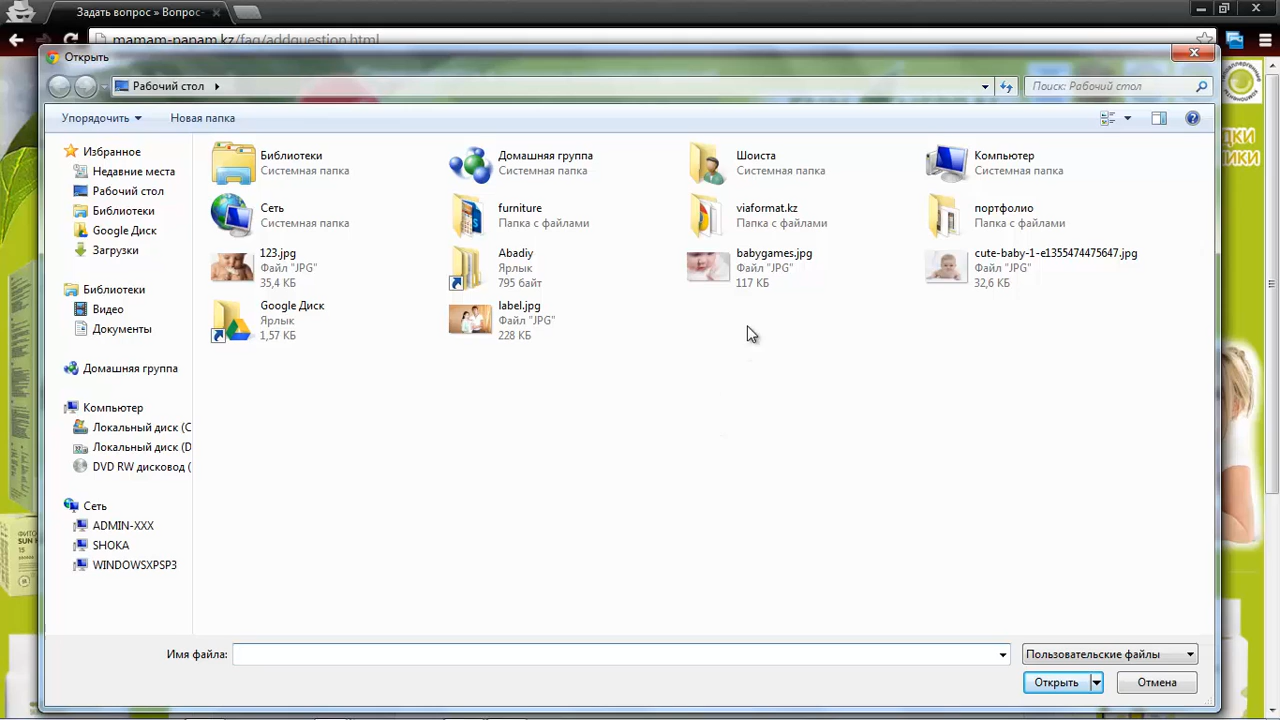 Задать вопрос » Вопрос-
mamam-papam.kz/faq/addquestion.html
Открыть
Рабочий стол
Поиск: Рабочий стол
Упорядочить
Новая папка
Избранное
Недавние места
Рабочий стол
Библиотеки
Google Диск
Загрузки
Библиотеки
Видео
Документы
Домашняя группа
Компьютер
Локальный диск (C
Локальный диск (D
DVD RW дисковод (
Сеть
ADMIN-XXX
SHOKA
WINDOWSXPSP3
Библиотеки
Системная папка
Домашняя группа
Системная папка
Шоиста
Системная папка
Компьютер
Системная папка
Сеть
Системная папка
furniture
Папка с файлами
viaformat.kz
Папка с файлами
портфолио
Папка с файлами
123.jpg
Файл "JPG"
35,4 КБ
Abadiy
Ярлык
795 байт
babygames.jpg
Файл "JPG"
117 КБ
cute-baby-1-e1355474475647.jpg
Файл "JPG"
32,6 КБ
Google Диск
Ярлык
1,57 КБ
label.jpg
Файл "JPG"
228 КБ
Имя файла:
Пользовательские файлы
Открыть
Отмена